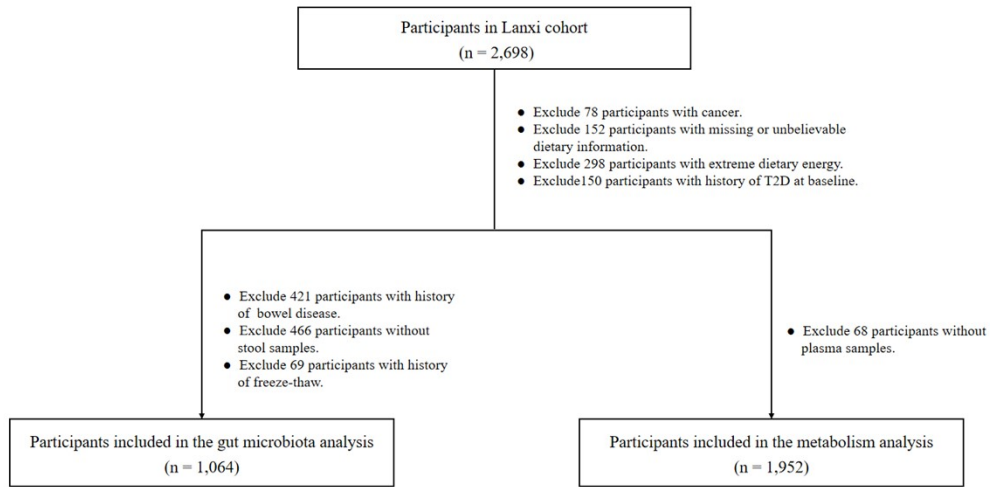 Participants in Lanxi cohort
(n = 2,698)
● Exclude 78 participants with cancer.
● Exclude 152 participants with missing or unbelievable
dietary information.
● Exclude 298 participants with extreme dietary energy.
● Exclude150 participants with history of T2D at baseline.
● Exclude 421 participants with history
of bowel disease.
● Exclude 466 participants without
stool samples.
● Exclude 69 participants with history
of freeze-thaw.
● Exclude 68 participants without
plasma samples.
Participants included in the gut microbiota analysis
(n = 1,064)
Participants included in the metabolism analysis
(n = 1,952)